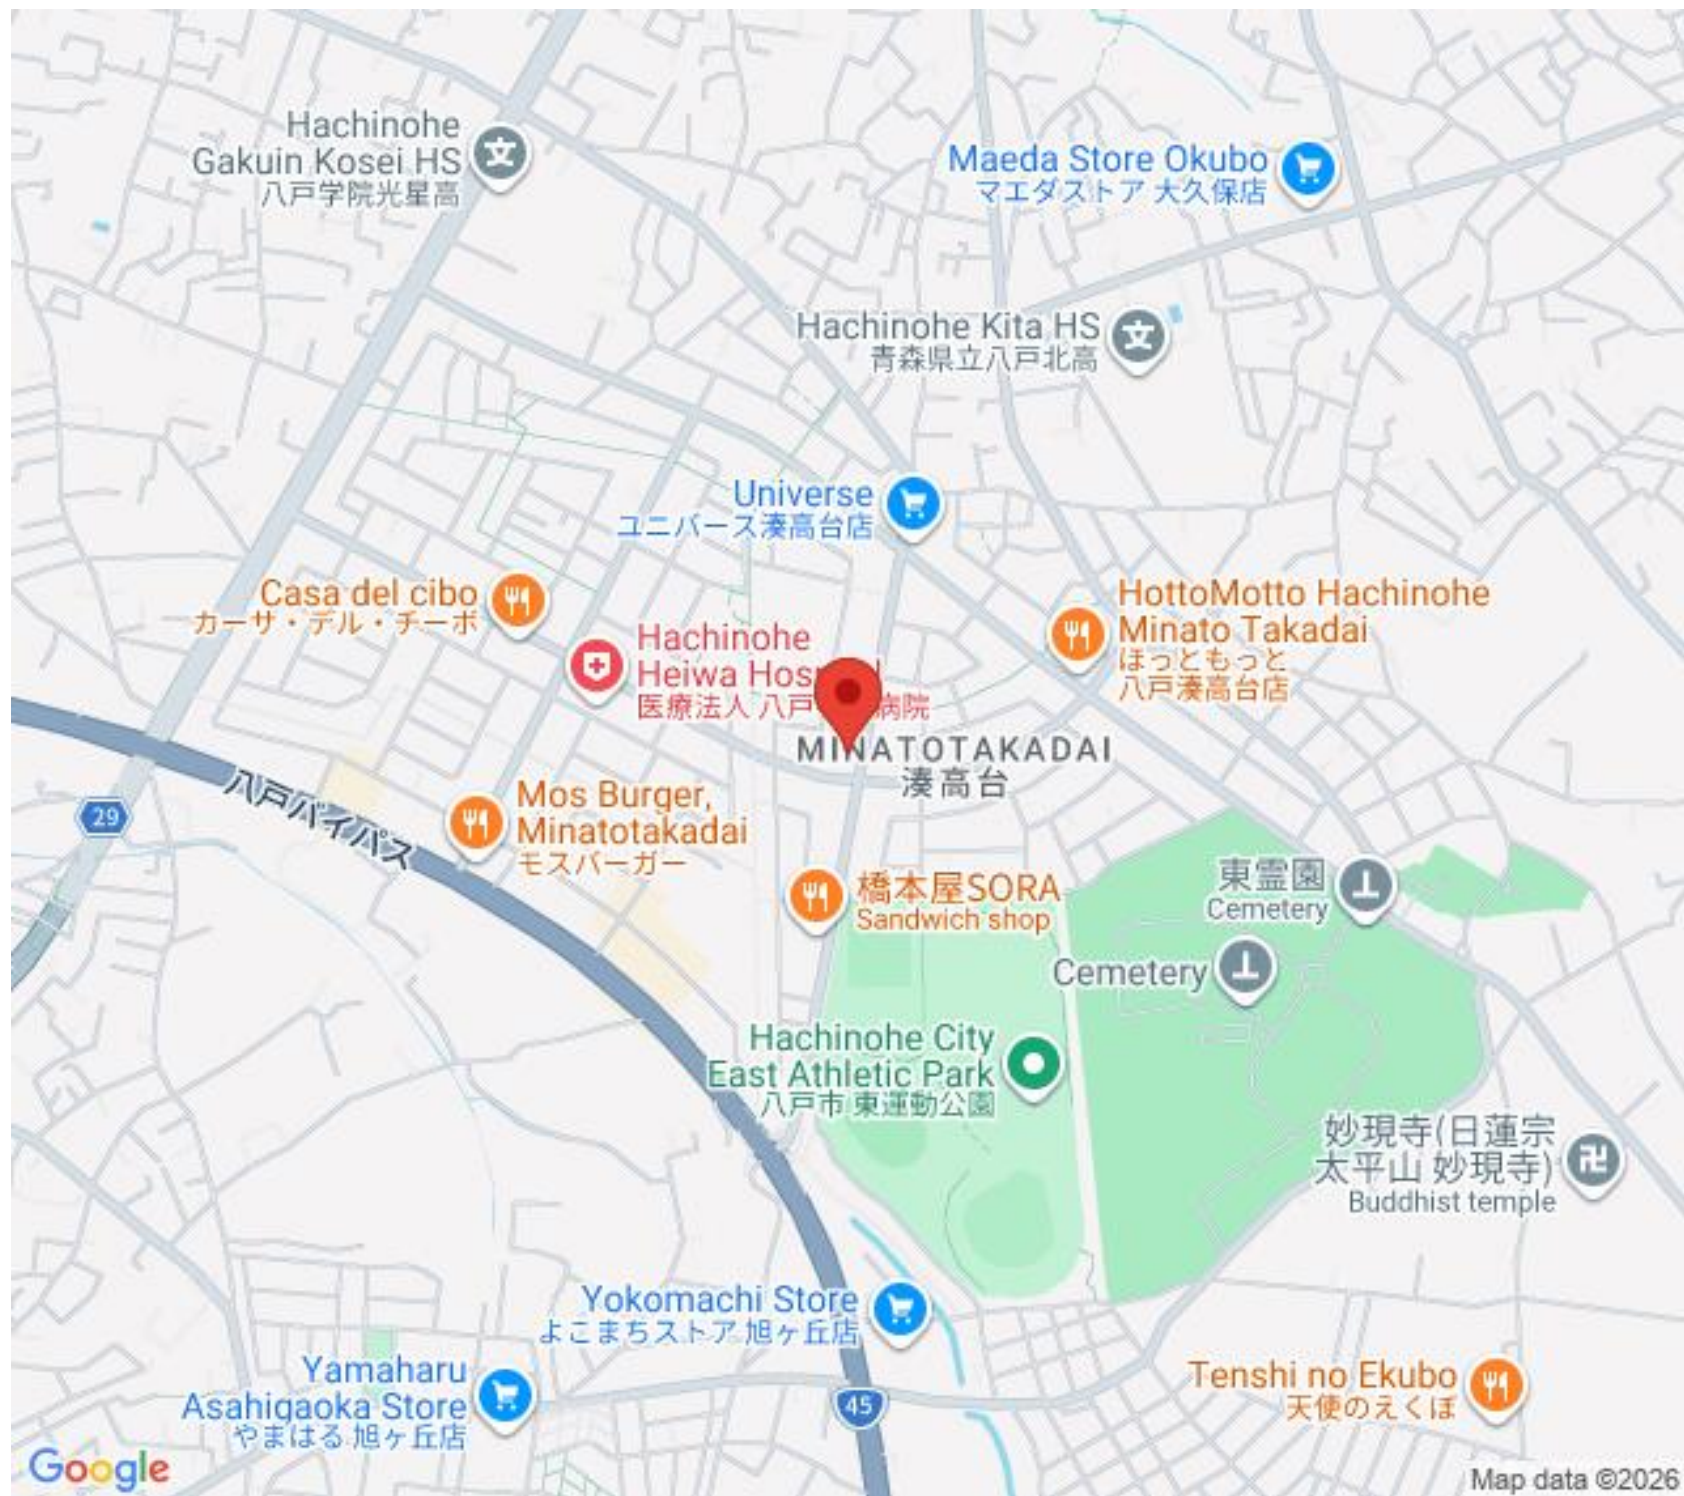 Hachinohe
Gakuin Kosei HS
八戸学院光星高
Maeda Store Okubo
マエダストア 大久保店
Hachinohe Kita HS
青森県立八戸北高
Universe
ユニバース湊高台店
Casa del cibo
カーサ・デル・チーボ
HottoMotto Hachinohe
Minato Takadai
ほっともっと
八戸湊高台店
Hachinohe
Heiwa
医療法人 八戸
病院
MINATOTAKADAI
湊高台
八戸バイパス
29
Mos Burger,
Minatotakadai
モスバーガー
橋本屋SORA
Sandwich shop
東霊園
Cemetery
Cemetery
Hachinohe City
East Athletic Park
八戸市 東運動公園
妙現寺(日蓮宗
太平山 妙現寺)
Buddhist temple
Yokomachi Store
よこまちストア 旭ヶ丘店
Yamaharu
Asahigaoka Store
やまはる 旭ヶ丘店
45
Tenshi no Ekubo
天使のえくぼ
Google
Map data ©2026